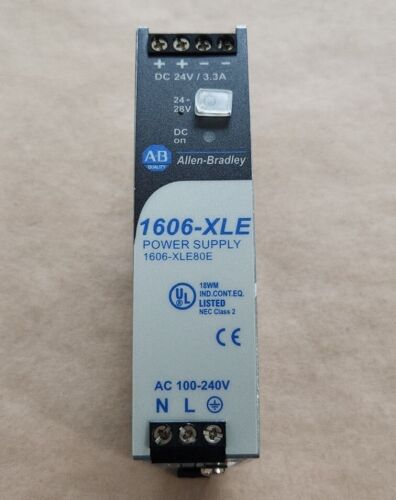 + + − −
DC 24V / 3.3A
24 -
28V
DC
on
AB
QUALITY
Allen-Bradley
1606-XLE
POWER SUPPLY
1606-XLE80E
UL
18WM
IND.CONT.EQ.
LISTED
NEC Class 2
CE
AC 100-240V
N L